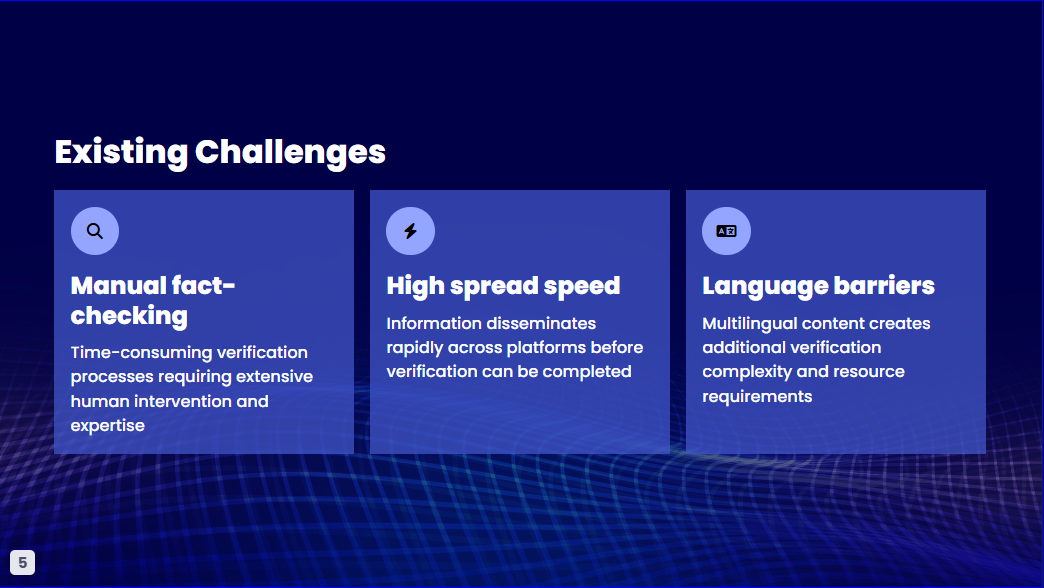 Existing Challenges
Manual fact-
checking
Time-consuming verification
processes requiring extensive
human intervention and
expertise
High spread speed
Information disseminates
rapidly across platforms before
verification can be completed
Language barriers
Multilingual content creates
additional verification
complexity and resource
requirements
5